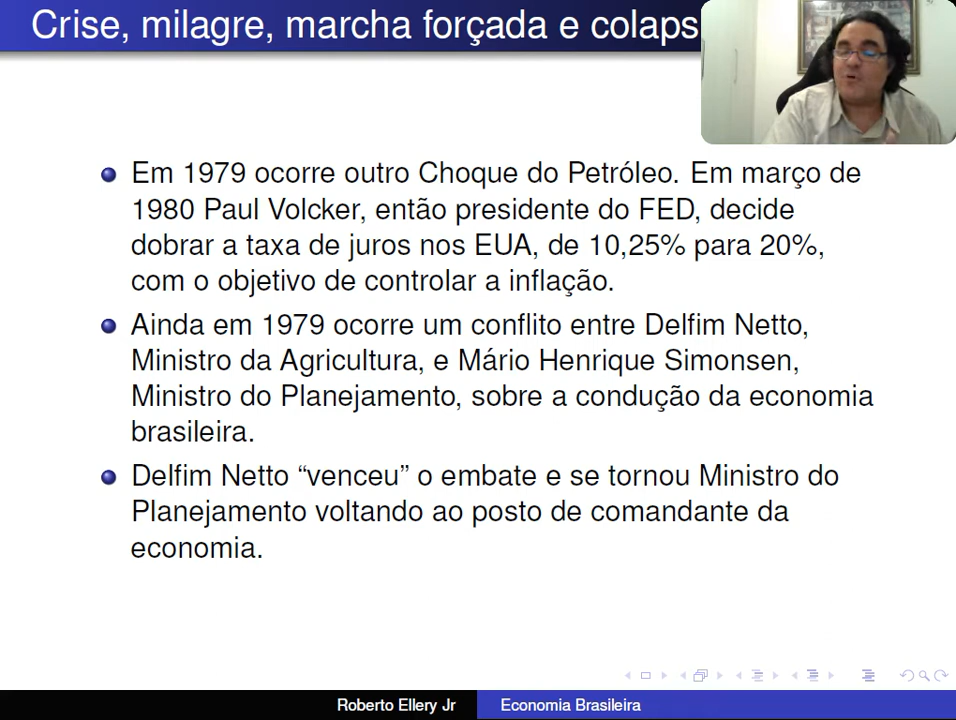 Crise, milagre, marcha forçada e colaps
Em 1979 ocorre outro Choque do Petróleo. Em março de
1980 Paul Volcker, então presidente do FED, decide
dobrar a taxa de juros nos EUA, de 10,25% para 20%,
com o objetivo de controlar a inflação.
Ainda em 1979 ocorre um conflito entre Delfim Netto,
Ministro da Agricultura, e Mário Henrique Simonsen,
Ministro do Planejamento, sobre a condução da economia
brasileira.
Delfim Netto “venceu” o embate e se tornou Ministro do
Planejamento voltando ao posto de comandante da
economia.
Roberto Ellery Jr
Economia Brasileira